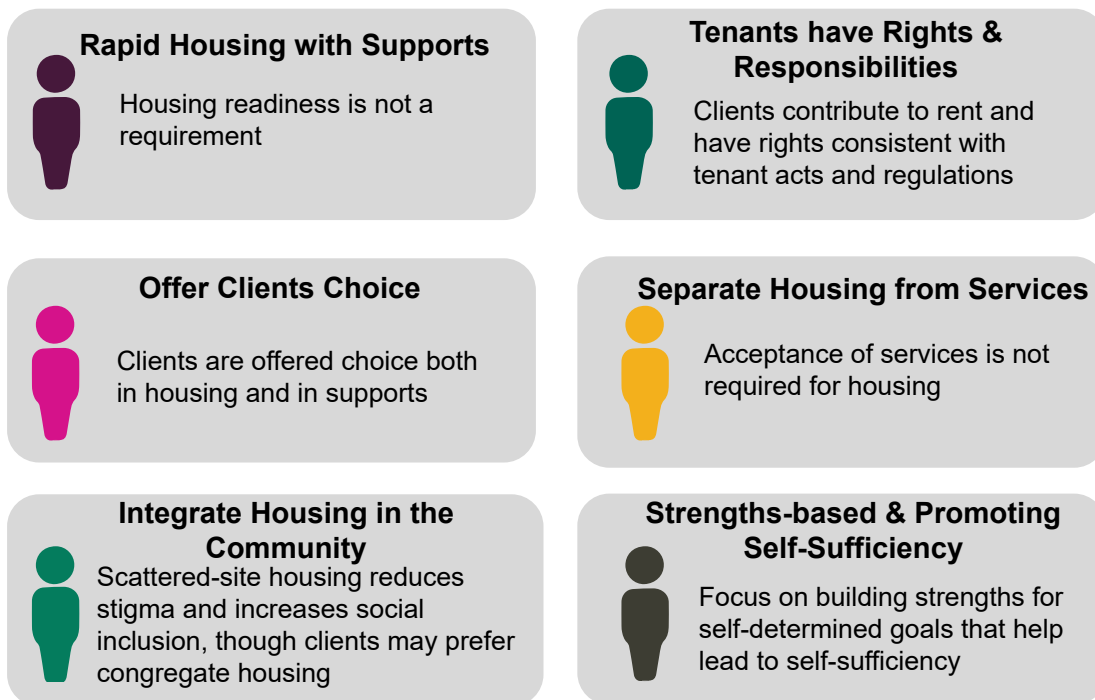 Rapid Housing with Supports
Housing readiness is not a
requirement
Tenants have Rights &
Responsibilities
Clients contribute to rent and
have rights consistent with
tenant acts and regulations
Offer Clients Choice
Clients are offered choice both
in housing and in supports
Separate Housing from Services
Acceptance of services is not
required for housing
Integrate Housing in the
Community
Scattered-site housing reduces
stigma and increases social
inclusion, though clients may prefer
congregate housing
Strengths-based & Promoting
Self-Sufficiency
Focus on building strengths for
self-determined goals that help
lead to self-sufficiency